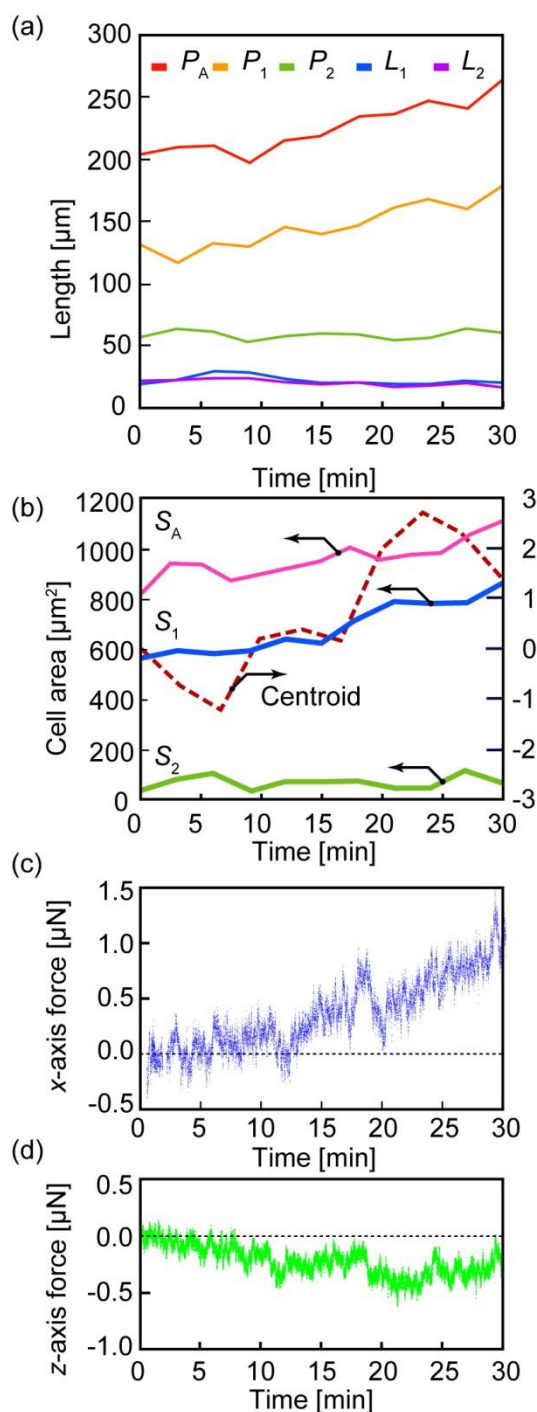 (a)
300
P_A P_1 P_2 L_1 L_2
250
200
150
100
50
0
Length [µm]
0 5 10 15 20 25 30
Time [min]
(b)
1200
1000
800
600
400
200
0
Cell area [µm²]
S_A
S_1
Centroid
S_2
3
2
1
0
-1
-2
-3
0 5 10 15 20 25 30
Time [min]
(c)
1.5
1.0
0.5
0.0
-0.5
x-axis force [µN]
0 5 10 15 20 25 30
Time [min]
(d)
0.5
0.0
-0.5
-1.0
z-axis force [µN]
0 5 10 15 20 25 30
Time [min]